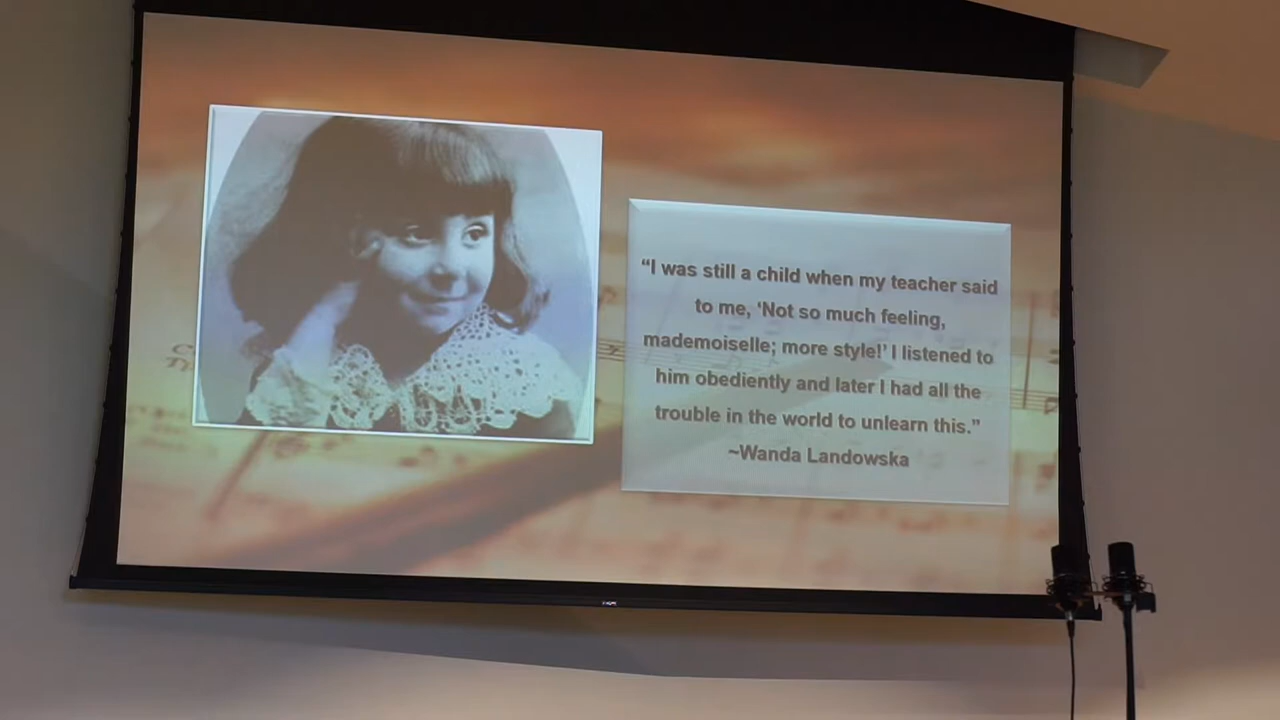 “I was still a child when my teacher said
to me, ‘Not so much feeling,
mademoiselle; more style!’ I listened to
him obediently and later I had all the
trouble in the world to unlearn this.”
~Wanda Landowska